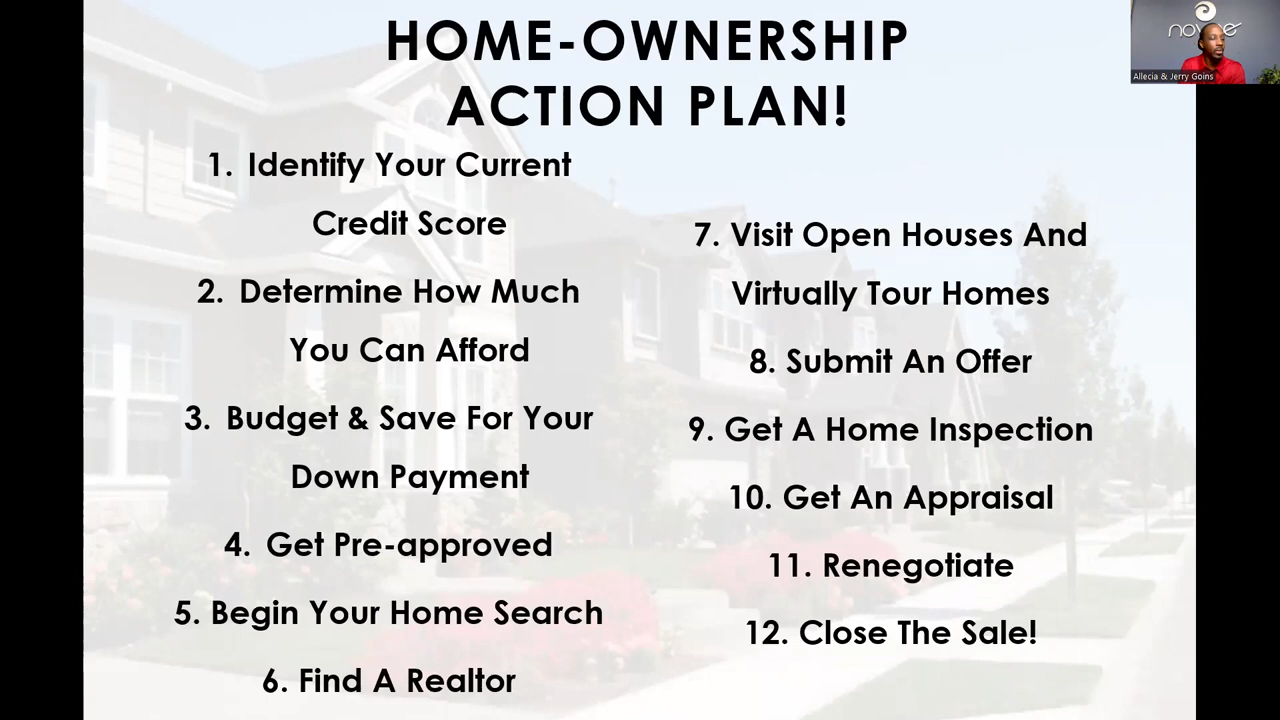 HOME-OWNERSHIP
ACTION PLAN!
1. Identify Your Current
Credit Score
2. Determine How Much
You Can Afford
3. Budget & Save For Your
Down Payment
4. Get Pre-approved
5. Begin Your Home Search
6. Find A Realtor
7. Visit Open Houses And
Virtually Tour Homes
8. Submit An Offer
9. Get A Home Inspection
10. Get An Appraisal
11. Renegotiate
12. Close The Sale!
Allecia & Jerry Goins